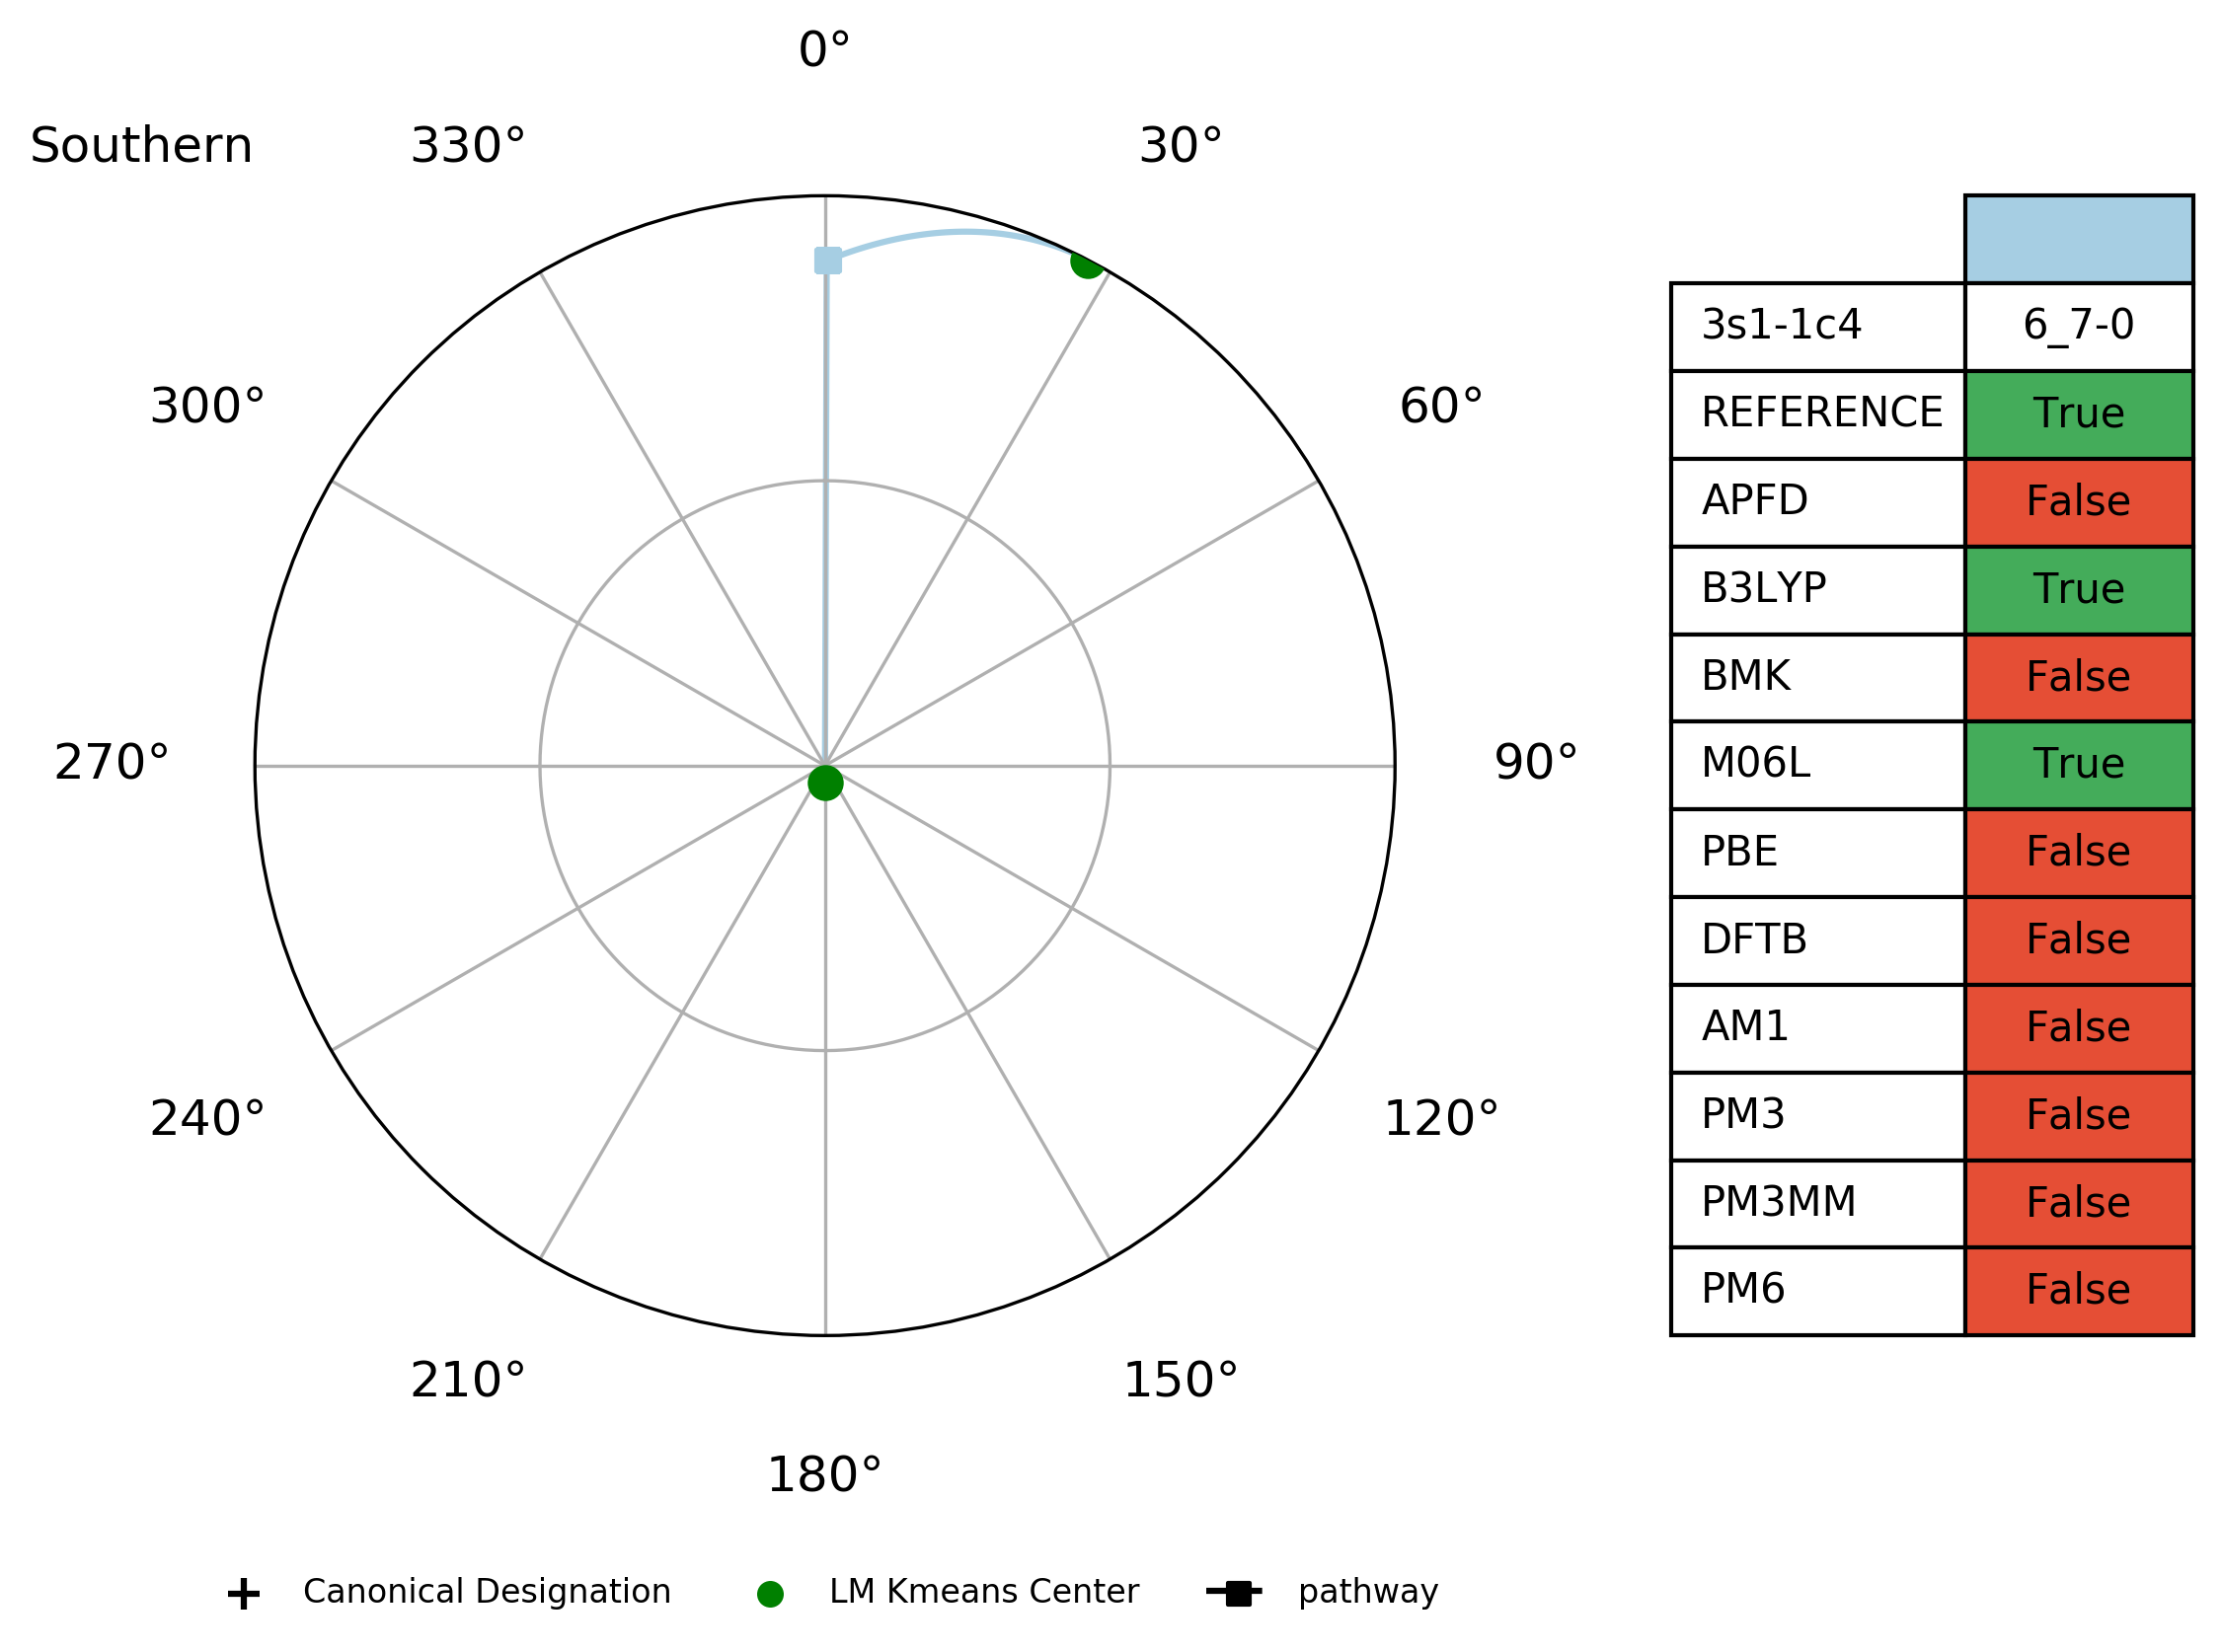 0°
Southern
330°
30°
300°
60°
270°
90°
240°
120°
210°
150°
180°
3s1-1c4 6_7-0
REFERENCE True
APFD False
B3LYP True
BMK False
M06L True
PBE False
DFTB False
AM1 False
PM3 False
PM3MM False
PM6 False
Canonical Designation LM Kmeans Center pathway